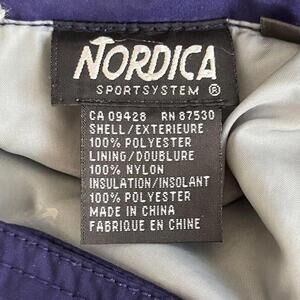 NORDICA
SPORTSYSTEM ®
CA 09428 RN 87530
SHELL/EXTERIEURE
100% POLYESTER
LINING/DOUBLURE
100% NYLON
INSULATION/INSOLANT
100% POLYESTER
MADE IN CHINA
FABRIQUE EN CHINE